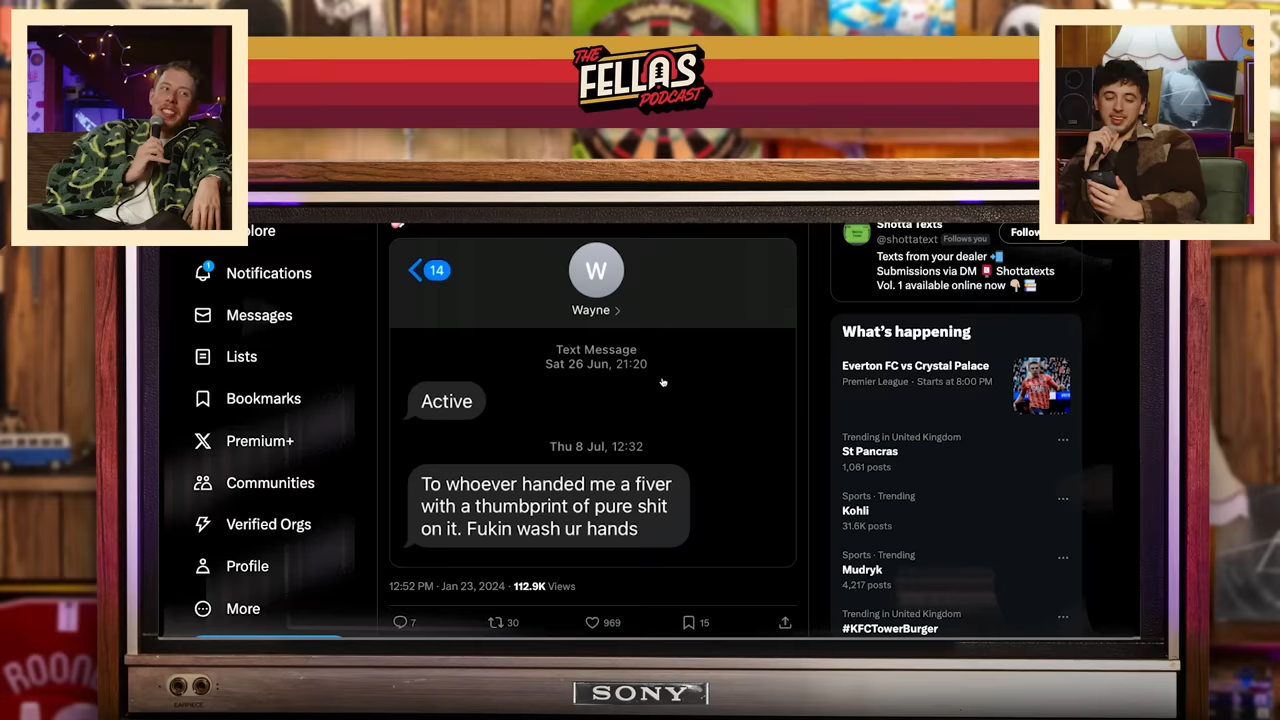 THE
FELLAS
PODCAST
Notifications
Messages
Lists
Bookmarks
Premium+
Communities
Verified Orgs
Profile
More
1
14
W
Wayne
Text Message
Sat 26 Jun, 21:20
Active
Thu 8 Jul, 12:32
To whoever handed me a fiver
with a thumbprint of pure shit
on it. Fukin wash ur hands
12:52 PM · Jan 23, 2024 · 112.9K Views
7
30
969
15
Shotta Texts
@shottatext Follows you
Texts from your dealer
Submissions via DM Shottatexts
Vol. 1 available online now
What's happening
Everton FC vs Crystal Palace
Premier League · Starts at 8:00 PM
Trending in United Kingdom
St Pancras
1,061 posts
Sports · Trending
Kohli
31.6K posts
Sports · Trending
Mudryk
4,217 posts
Trending in United Kingdom
#KFCTowerBurger
EARPIECE
SONY